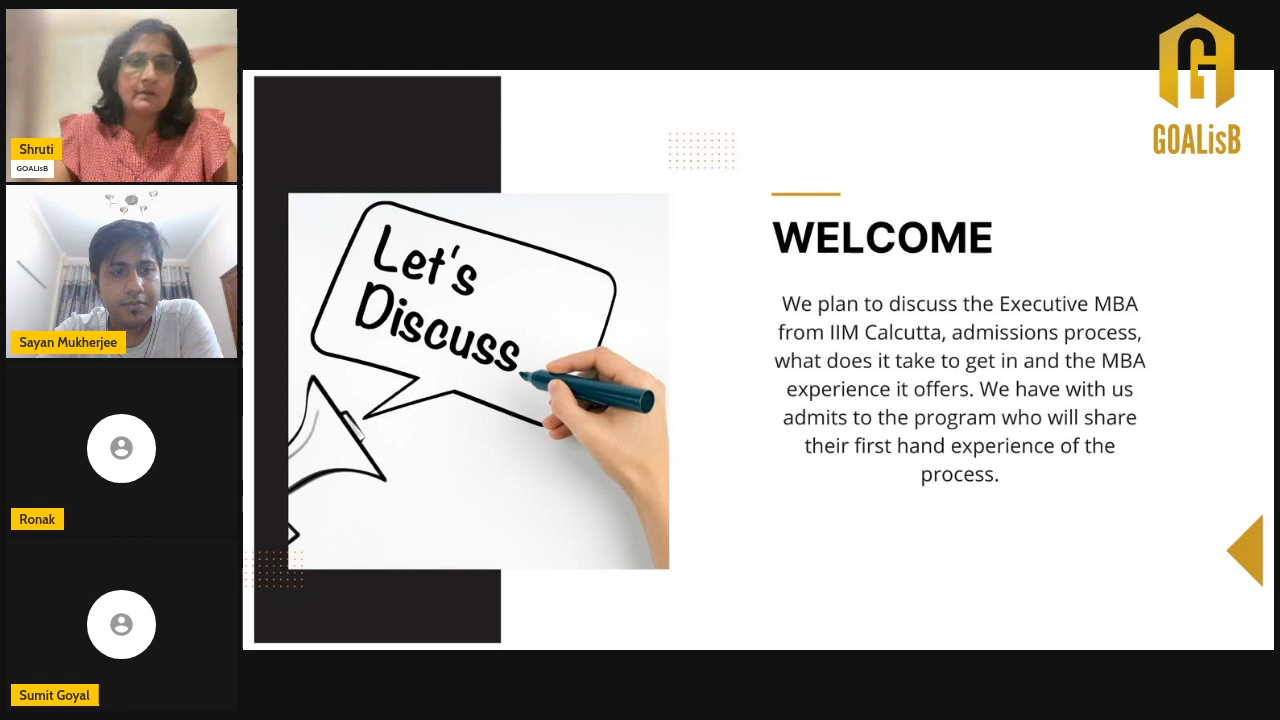 Shruti
GOALisB
Sayan Mukherjee
Ronak
Sumit Goyal
Let's
Discuss
GOALisB
WELCOME
We plan to discuss the Executive MBA
from IIM Calcutta, admissions process,
what does it take to get in and the MBA
experience it offers. We have with us
admits to the program who will share
their first hand experience of the
process.